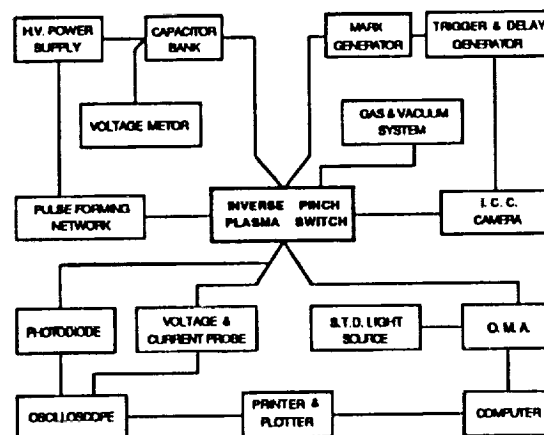 H.V. POWER
SUPPLY
CAPACITOR
BANK
MARX
GENERATOR
TRIGGER & DELAY
GENERATOR
VOLTAGE METOR
GAS & VACUUM
SYSTEM
PULSE FORMING
NETWORK
INVERSE PINCH
PLASMA SWITCH
I. C. C.
CAMERA
PHOTODIODE
VOLTAGE &
CURRENT PROBE
S.T.D. LIGHT
SOURCE
O. M. A.
OSCILLOSCOPE
PRINTER &
PLOTTER
COMPUTER